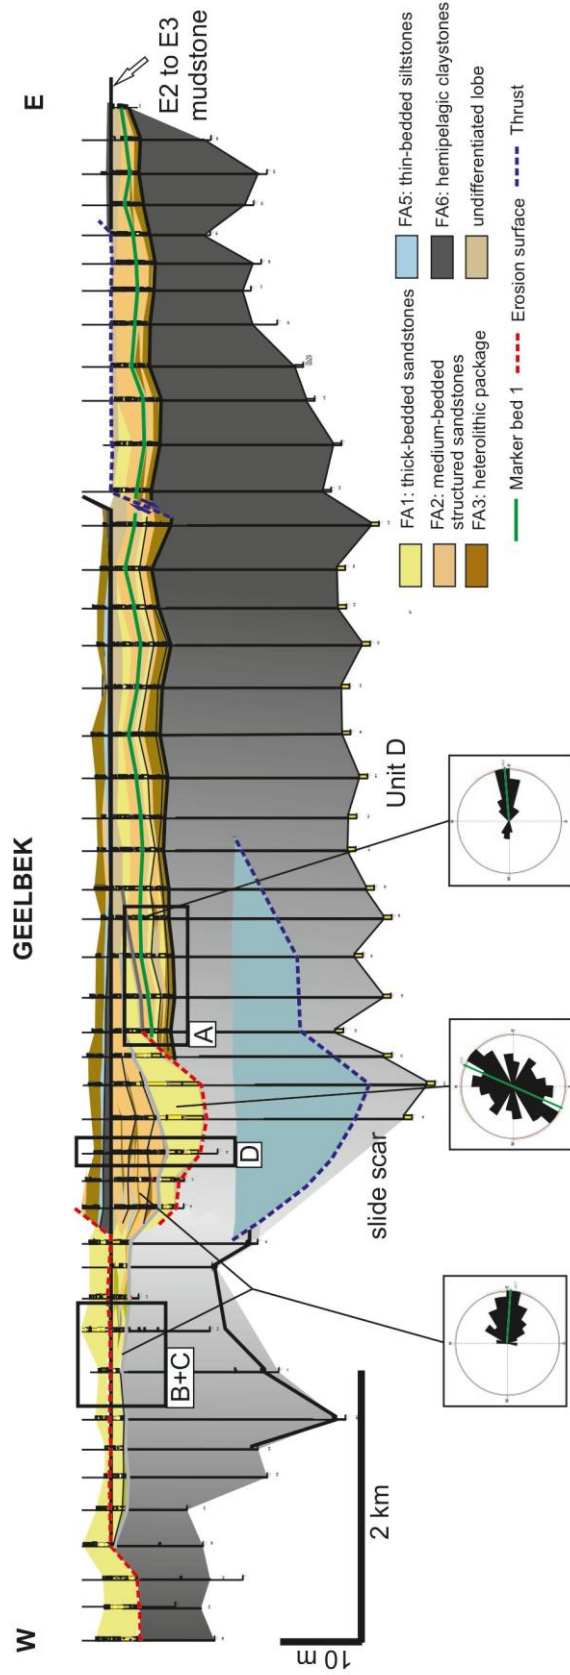 W
GEELBEK
E
E2 to E3
mudstone
A
D
B+C
slide scar
Unit D
10 m
2 km
FA1: thick-bedded sandstones
FA2: medium-bedded
structured sandstones
FA3: heterolithic package
FA5: thin-bedded siltstones
FA6: hemipelagic claystones
undifferentiated lobe
Marker bed 1
Erosion surface
Thrust